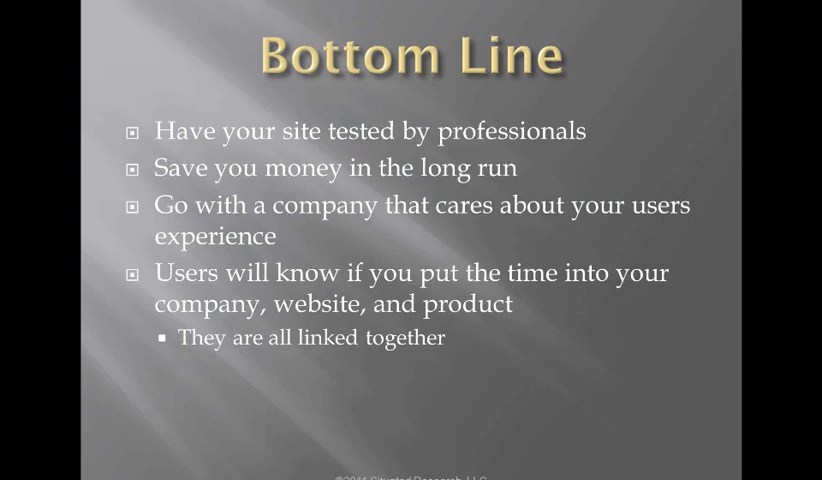 Bottom Line
Have your site tested by professionals
Save you money in the long run
Go with a company that cares about your users
experience
Users will know if you put the time into your
company, website, and product
They are all linked together